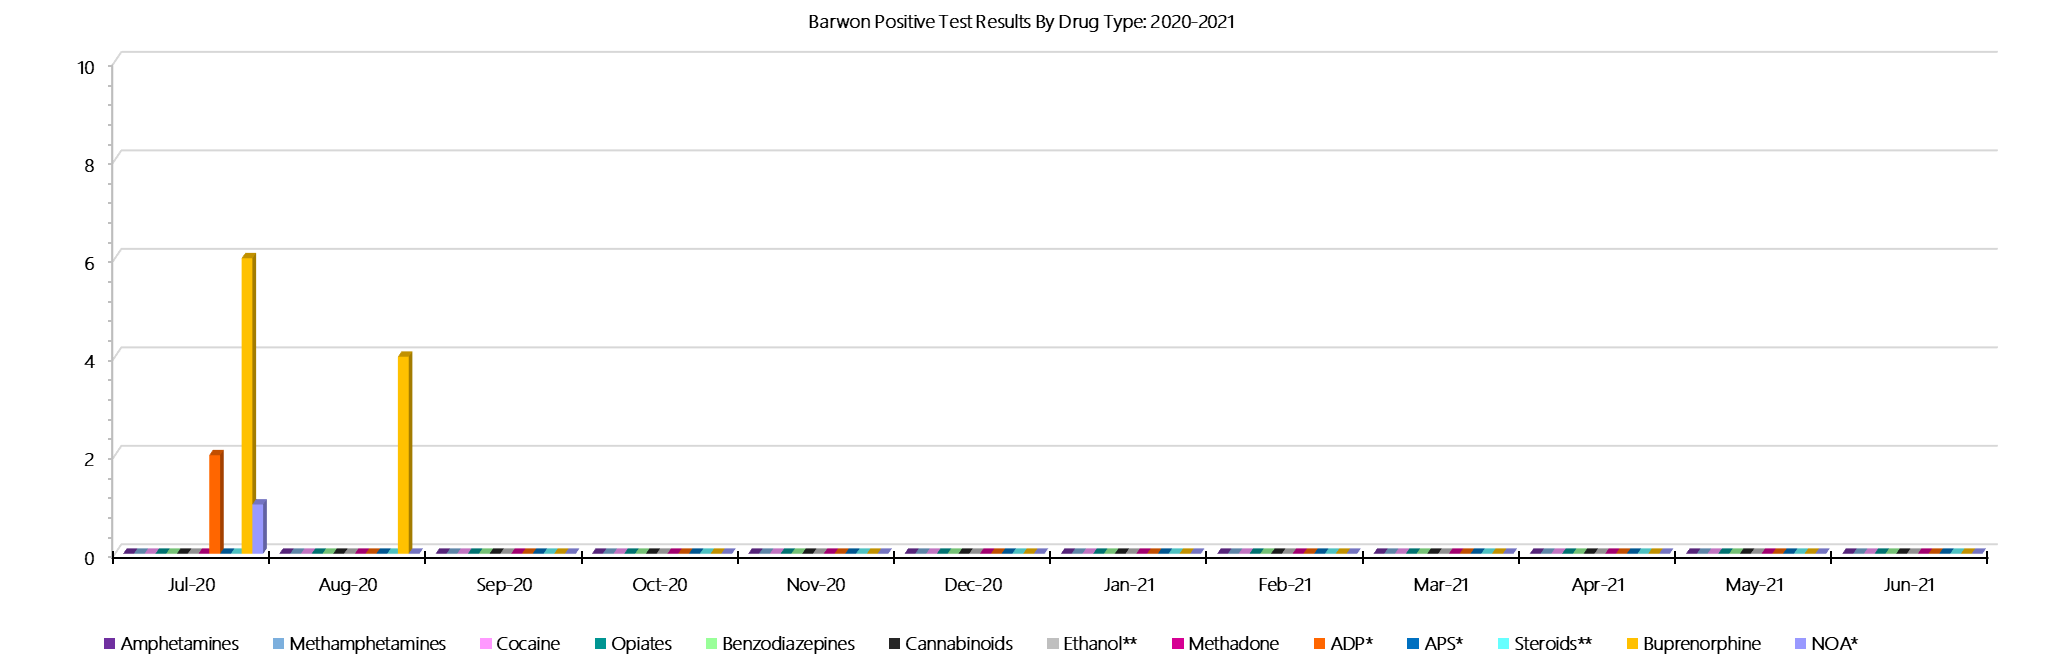 Barwon Positive Test Results By Drug Type: 2020-2021
10
8
6
4
2
0
Jul-20 Aug-20 Sep-20 Oct-20 Nov-20 Dec-20 Jan-21 Feb-21 Mar-21 Apr-21 May-21 Jun-21
Amphetamines Methamphetamines Cocaine Opiates Benzodiazepines Cannabinoids Ethanol** Methadone ADP* APS* Steroids** Buprenorphine NOA*